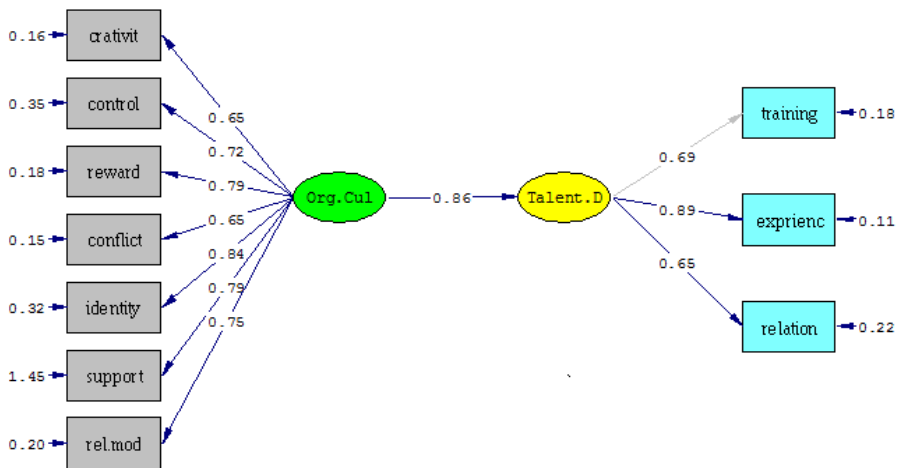 0.16 crativit
0.35 control
0.18 reward
0.15 conflict
0.32 identity
1.45 support
0.20 rel.mod
0.65
0.72
0.79
0.65
0.84
0.79
0.75
Org.Cul
0.86
Talent.D
0.69
0.89
0.65
training 0.18
exprienc 0.11
relation 0.22